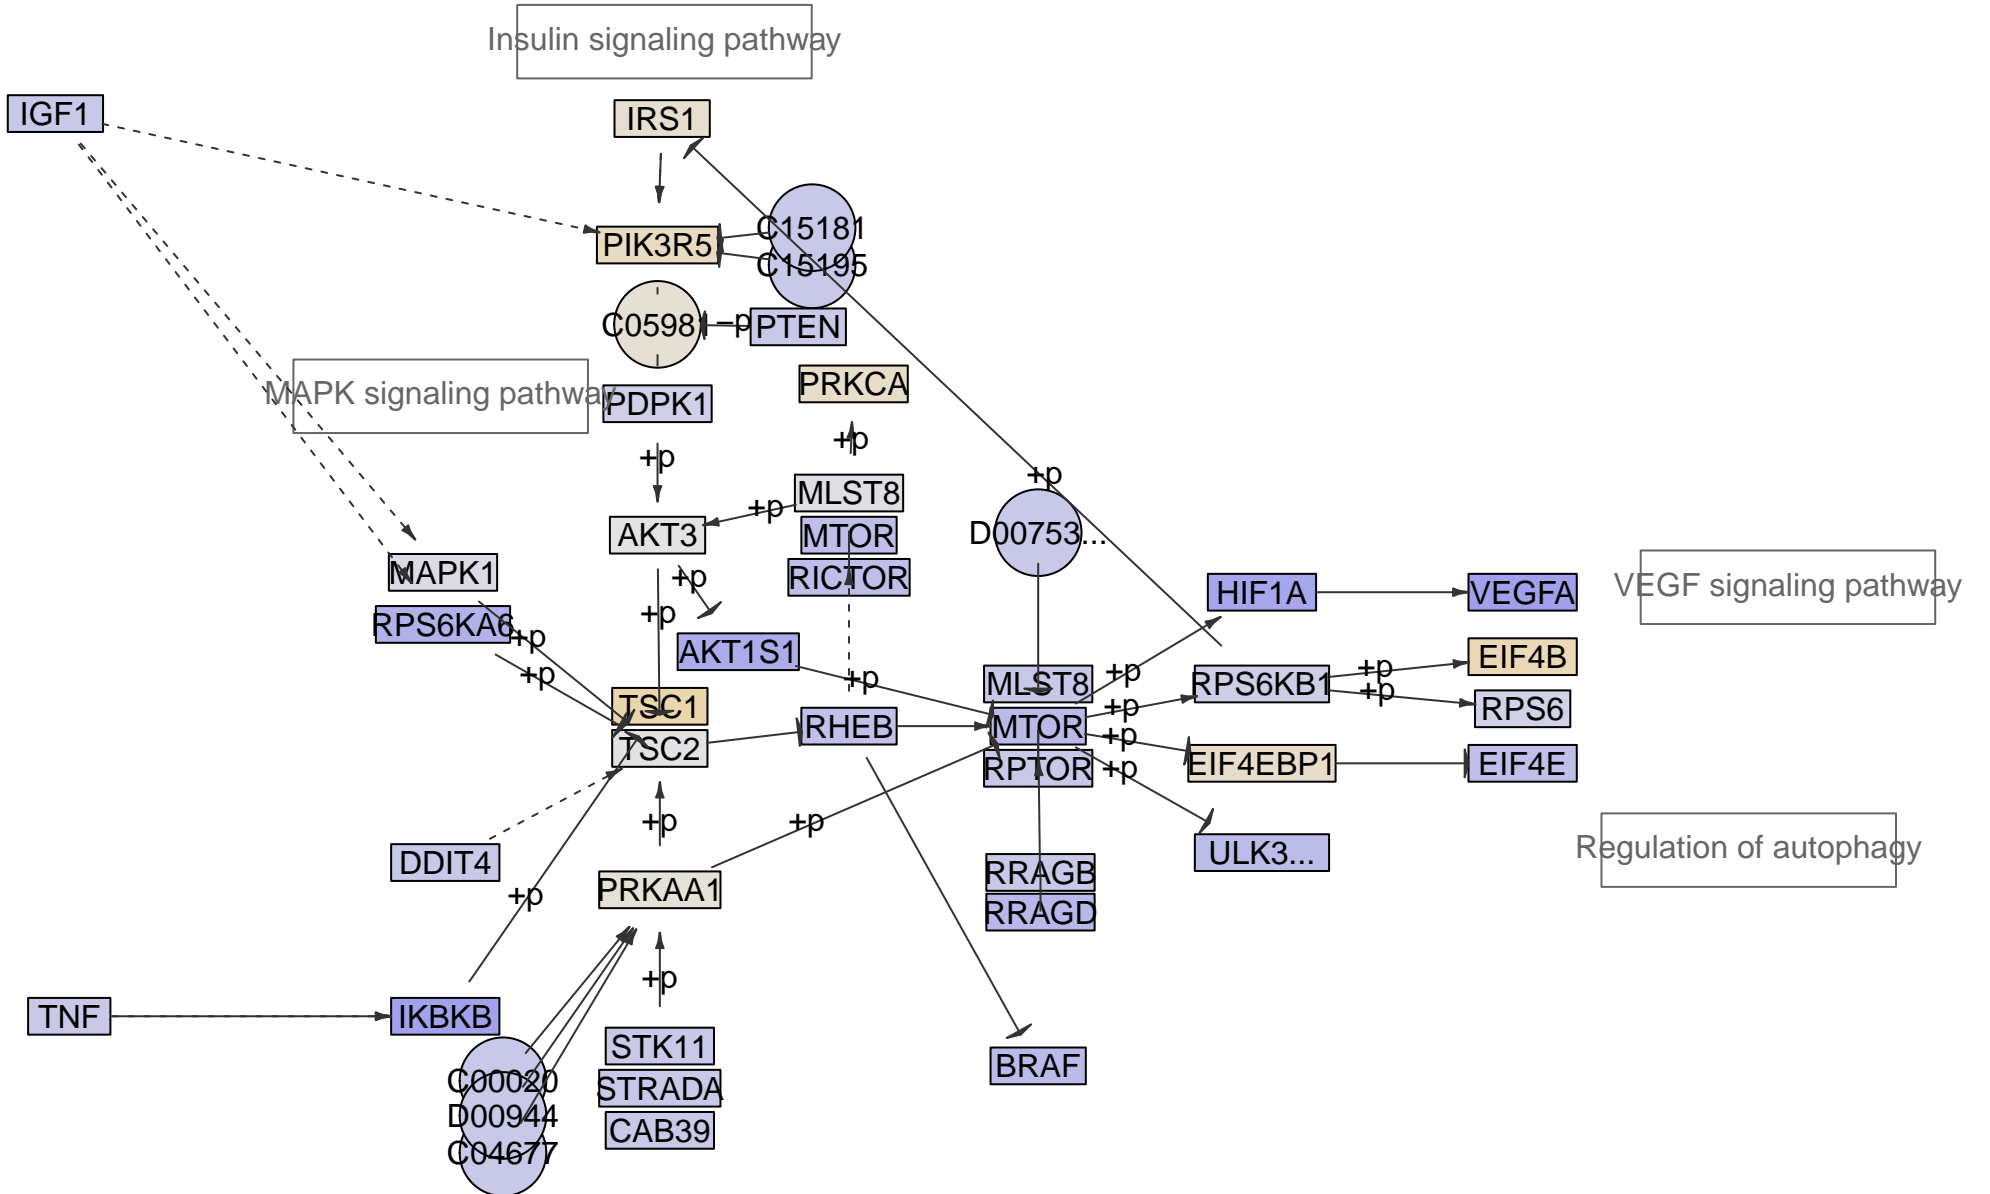 Insulin signaling pathway
IGF1
IRS1
PIK3R5
C15181
C15195
C0598
-p
PTEN
MAPK signaling pathway
PDPK1
PRKCA
+p
+p
MLST8
+p
AKT3
MTOR
D00753...
+p
RICTOR
MAPK1
+p
+p
RPS6KA6
+p
AKT1S1
+p
+p
HIF1A
VEGFA
VEGF signaling pathway
TSC1
TSC2
RHEB
MLST8
MTOR
RPTOR
+p
+p
+p
+p
RPS6KB1
+p
+p
EIF4B
RPS6
EIF4EBP1
EIF4E
DDIT4
+p
+p
+p
PRKAA1
RRAGB
RRAGD
ULK3...
Regulation of autophagy
TNF
IKBKB
+p
STK11
STRADA
CAB39
BRAF
C00020
D00944
C04677